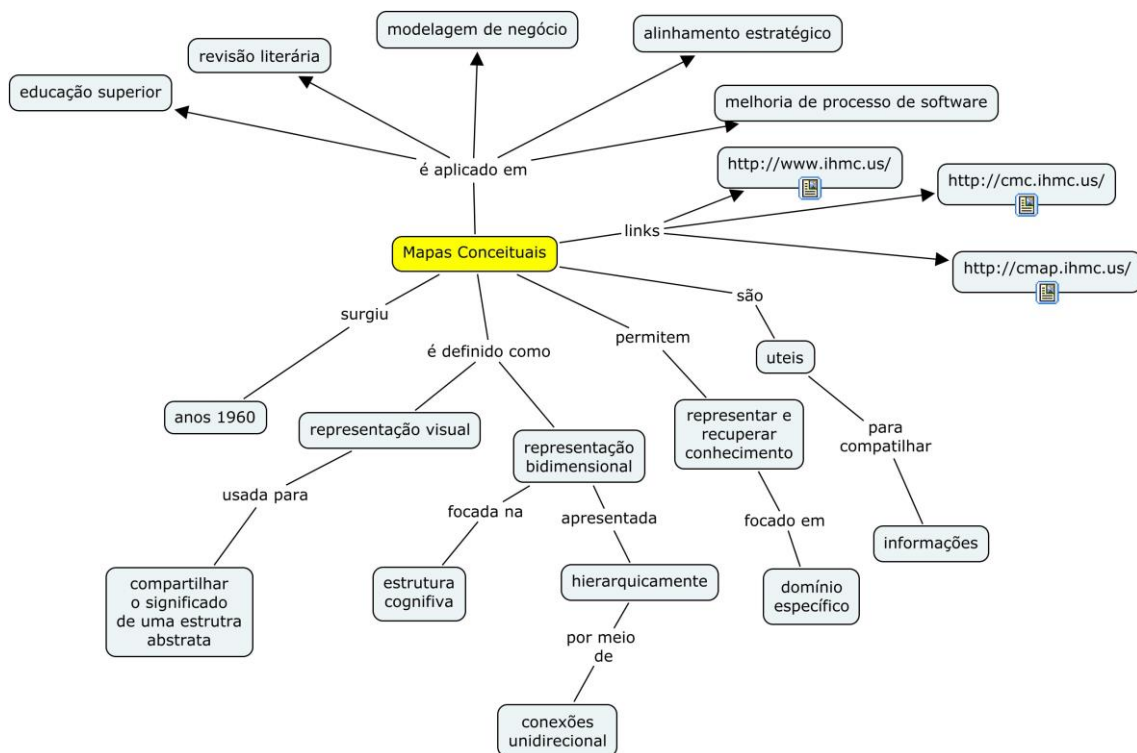 modelagem de negócio
alinhamento estratégico
revisão literária
educação superior
melhoria de processo de software
é aplicado em
http://www.ihmc.us/
http://cmc.ihmc.us/
links
Mapas Conceituais
http://cmap.ihmc.us/
são
surgiu
permitem
é definido como
uteis
anos 1960
representação visual
representar e
recuperar
conhecimento
representação
bidimensional
para
compatilhar
usada para
focada na
apresentada
focado em
informações
compartilhar
o significado
de uma estrutra
abstrata
estrutura
cognifiva
hierarquicamente
domínio
específico
por meio
de
conexões
unidirecional